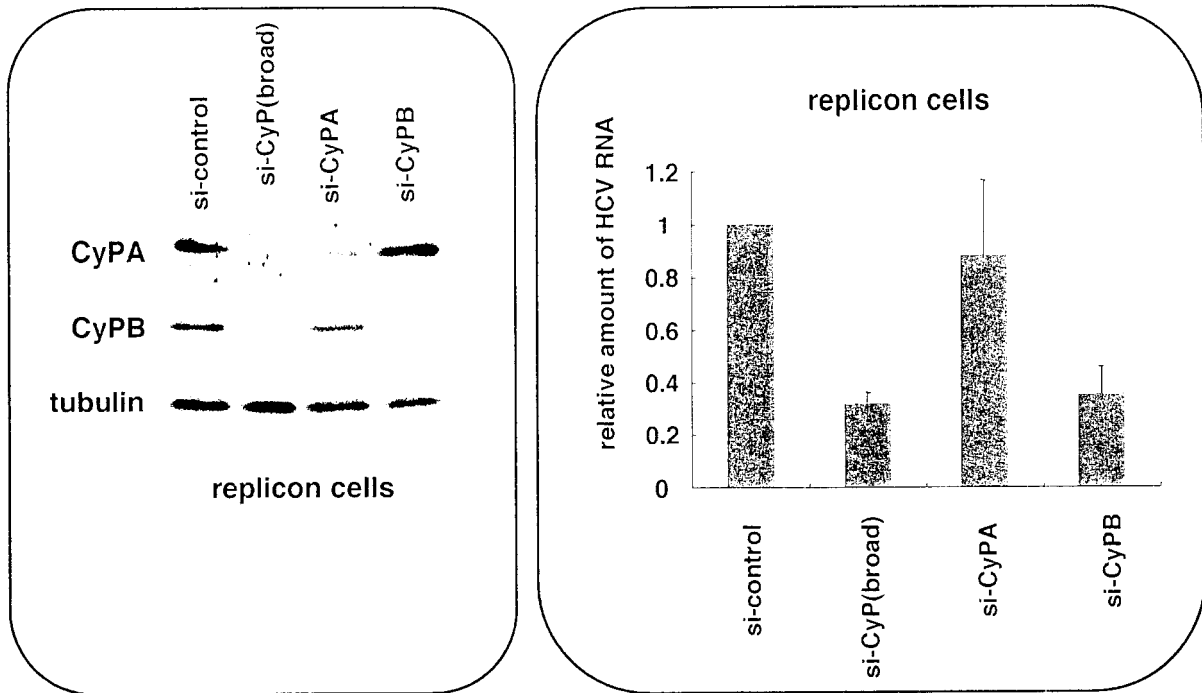 si-control
si-CyP(broad)
si-CyPA
si-CyPB
CyPA
CyPB
tubulin
replicon cells
replicon cells
relative amount of HCV RNA
1.2
1
0.8
0.6
0.4
0.2
0
si-control
si-CyP(broad)
si-CyPA
si-CyPB